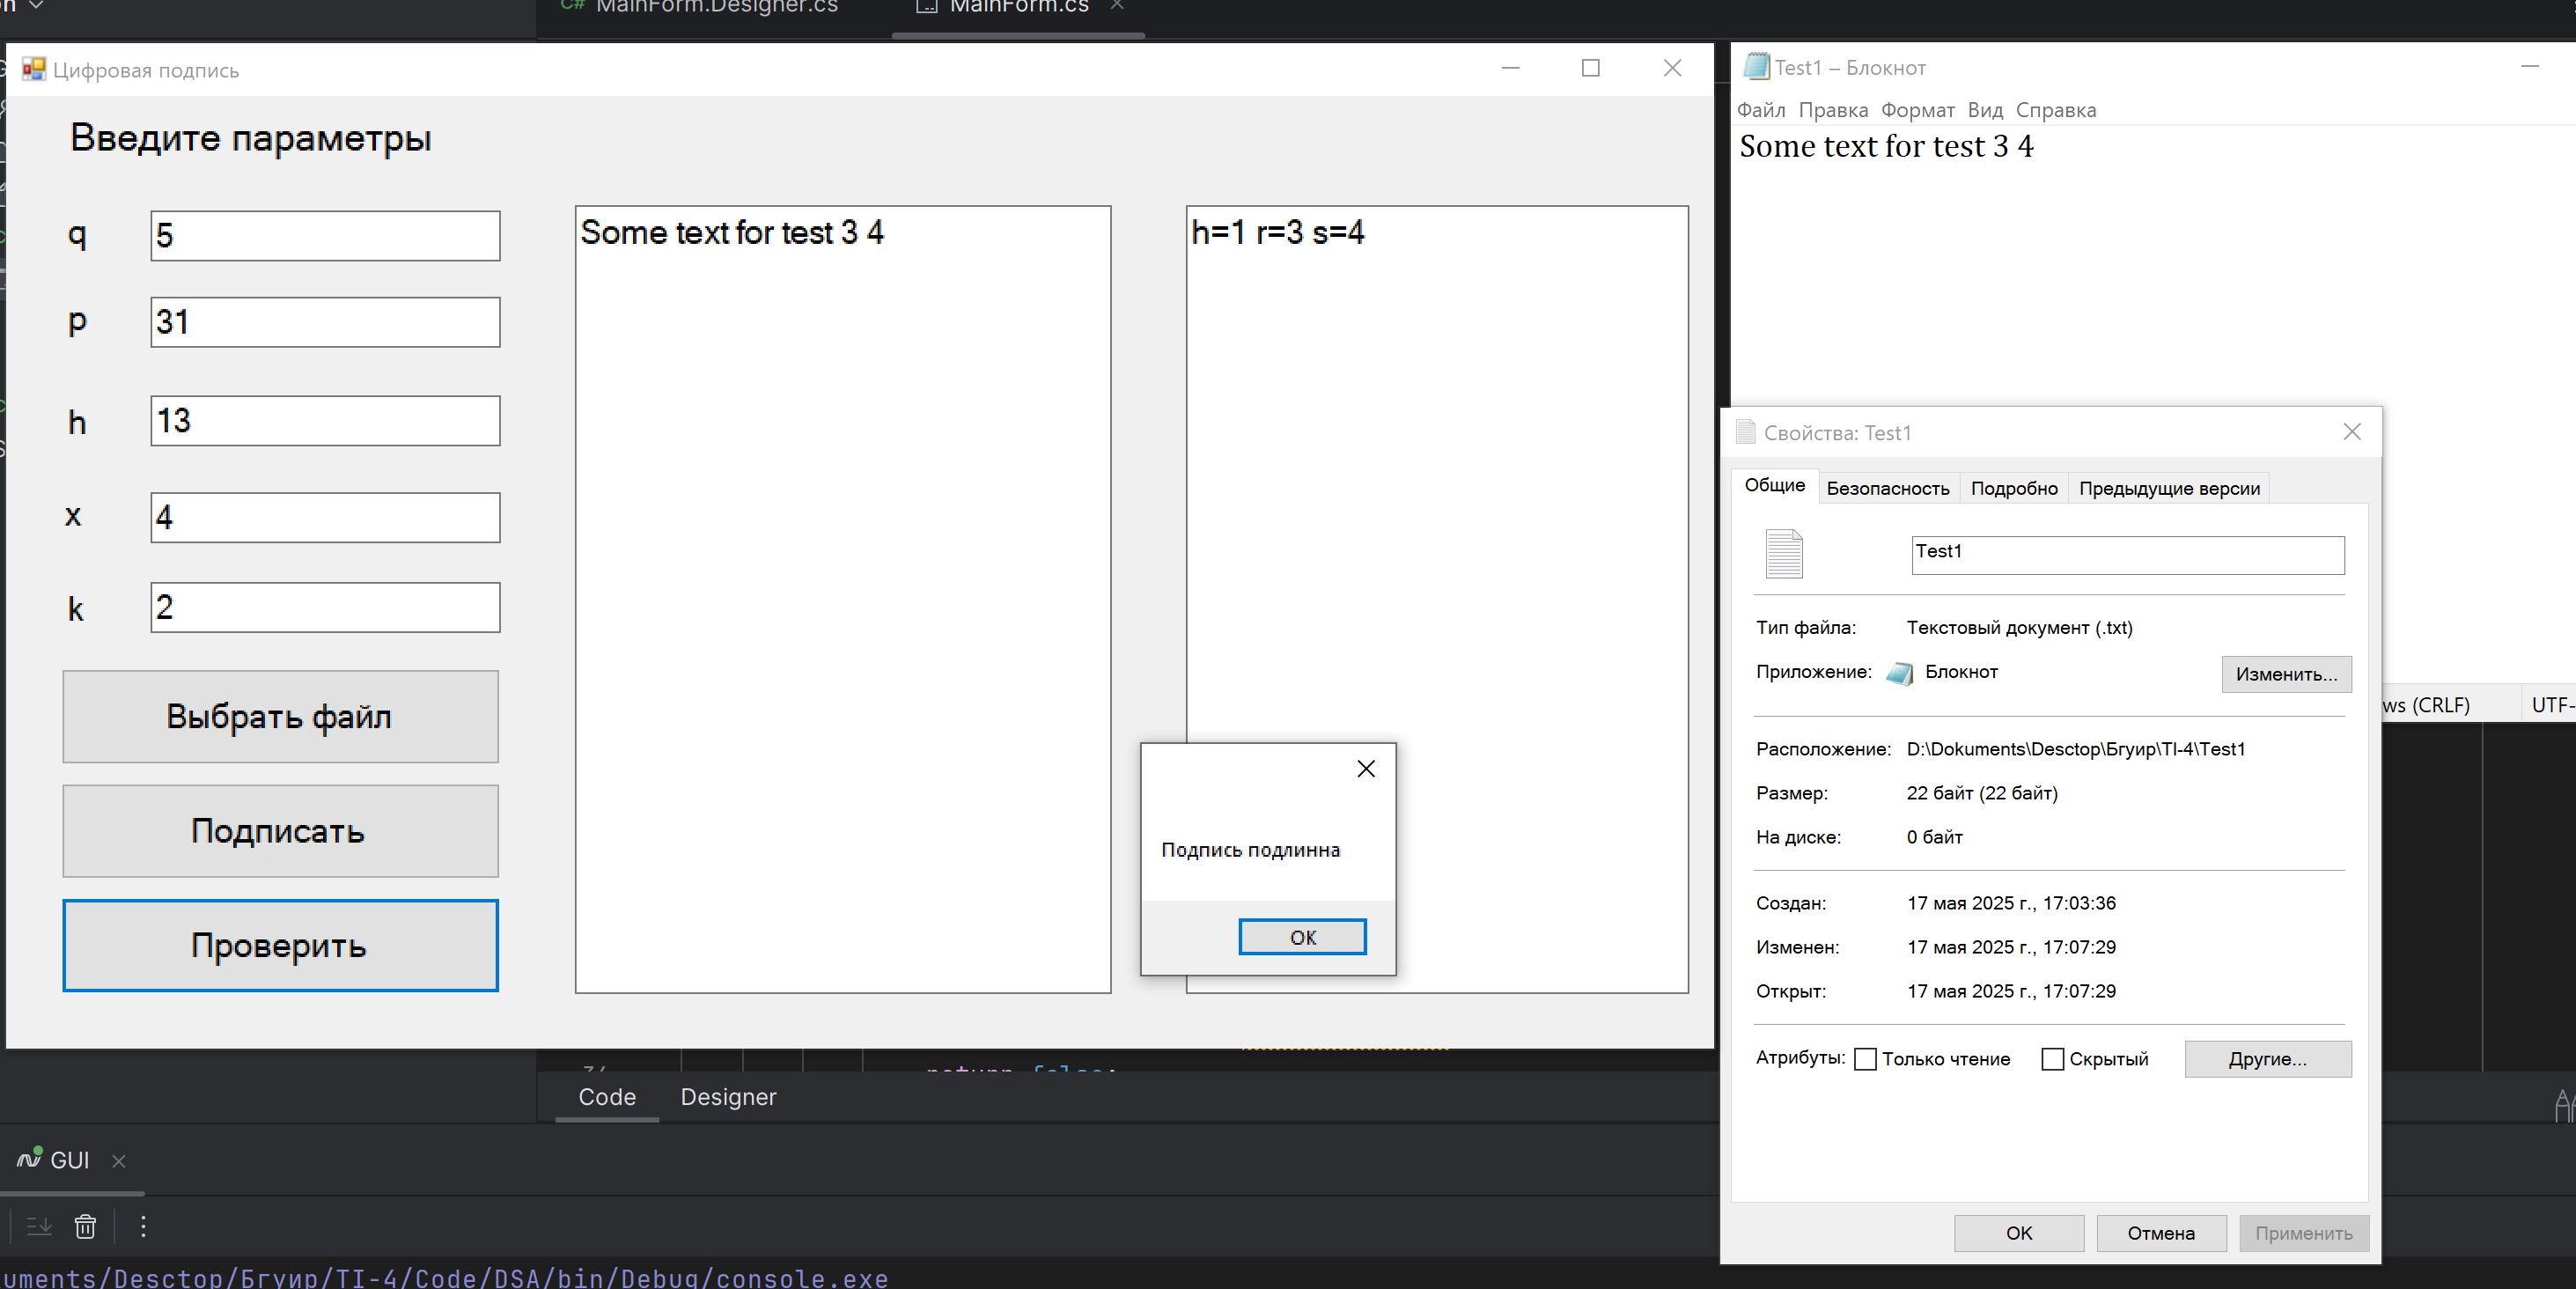 MainForm.Designer.cs
MainForm.cs
Цифровая подпись
Введите параметры
q 5
p 31
h 13
x 4
k 2
Выбрать файл
Подписать
Проверить
Some text for test 3 4
h=1 r=3 s=4
Подпись подлинна
ОК
Test1 – Блокнот
Файл Правка Формат Вид Справка
Some text for test 3 4
ws (CRLF)
UTF-
Свойства: Test1
Общие Безопасность Подробно Предыдущие версии
Test1
Тип файла: Текстовый документ (.txt)
Приложение: Блокнот Изменить...
Расположение: D:\Dokuments\Desctop\Бгуир\TI-4\Test1
Размер: 22 байт (22 байт)
На диске: 0 байт
Создан: 17 мая 2025 г., 17:03:36
Изменен: 17 мая 2025 г., 17:07:29
Открыт: 17 мая 2025 г., 17:07:29
Атрибуты: Только чтение Скрытый Другие...
ОК Отмена Применить
Code Designer
GUI
uments/Desctop/Бгуир/TI-4/Code/DSA/bin/Debug/console.exe